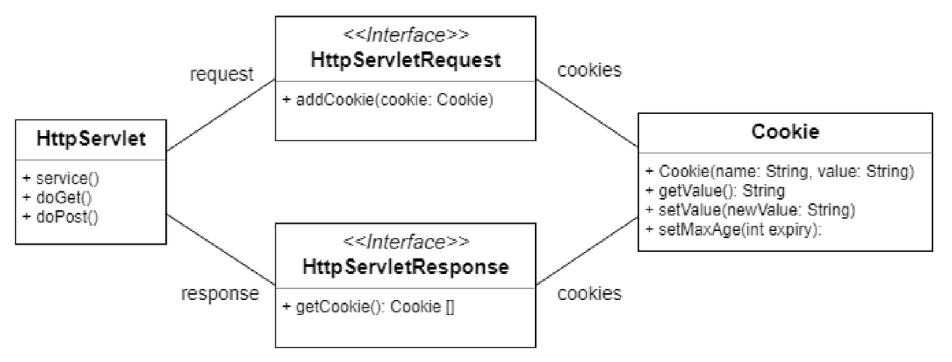 <<Interface>>
HttpServletRequest
+ addCookie(cookie: Cookie)
request
cookies
HttpServlet
+ service()
+ doGet()
+ doPost()
Cookie
+ Cookie(name: String, value: String)
+ getValue(): String
+ setValue(newValue: String)
+ setMaxAge(int expiry):
<<Interface>>
HttpServletResponse
+ getCookie(): Cookie []
response
cookies